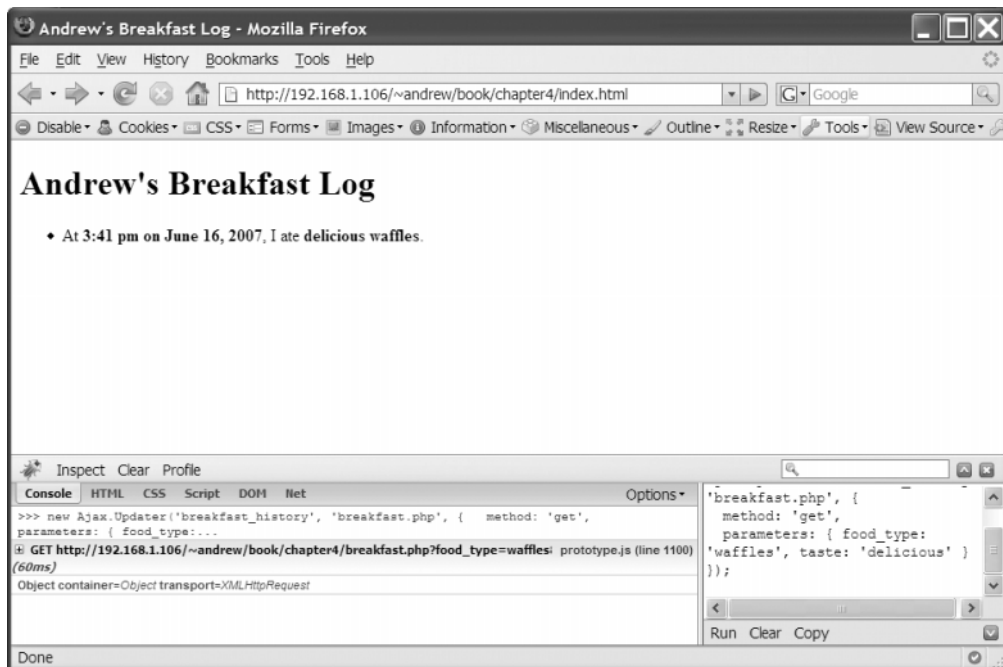 Andrew's Breakfast Log - Mozilla Firefox
File Edit View History Bookmarks Tools Help
http://192.168.1.106/~andrew/book/chapter4/index.html
G Google
Disable Cookies CSS Forms Images Information Miscellaneous Outline Resize Tools View Source
Andrew's Breakfast Log
• At 3:41 pm on June 16, 2007, I ate delicious waffles.
Inspect Clear Profile
Console HTML CSS Script DOM Net Options
>>> new Ajax.Updater('breakfast_history', 'breakfast.php', { method: 'get',
parameters: { food_type:...
GET http://192.168.1.106/~andrew/book/chapter4/breakfast.php?food_type=waffles prototype.js (line 1100)
(60ms)
Object container=Object transport=XMLHttpRequest
'breakfast.php', {
method: 'get',
parameters: { food_type:
'waffles', taste: 'delicious' }
});
Run Clear Copy
Done